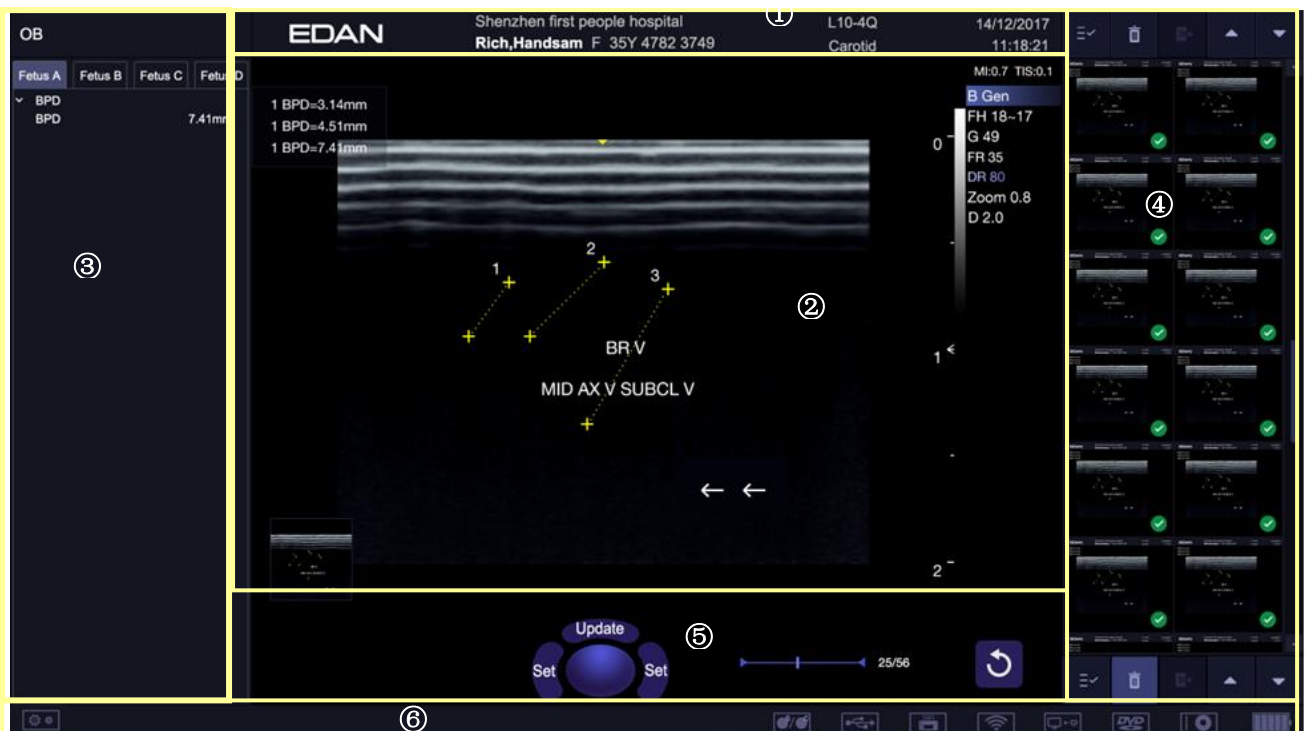 OB
①
EDAN
Shenzhen first people hospital
Rich,Handsam F 35Y 4782 3749
L10-4Q
Carotid
14/12/2017
11:18:21
Fetus A Fetus B Fetus C Fetus D
BPD
BPD 7.41mm
③
1 BPD=3.14mm
1 BPD=4.51mm
1 BPD=7.41mm
MI:0.7 TIS:0.1
B Gen
FH 18~17
G 49
FR 35
DR 80
Zoom 0.8
D 2.0
0
1
2
1
2
3
②
BR V
MID AX V SUBCL V
← ←
④
Update
Set
Set
⑤
25/56
⑥
DVD